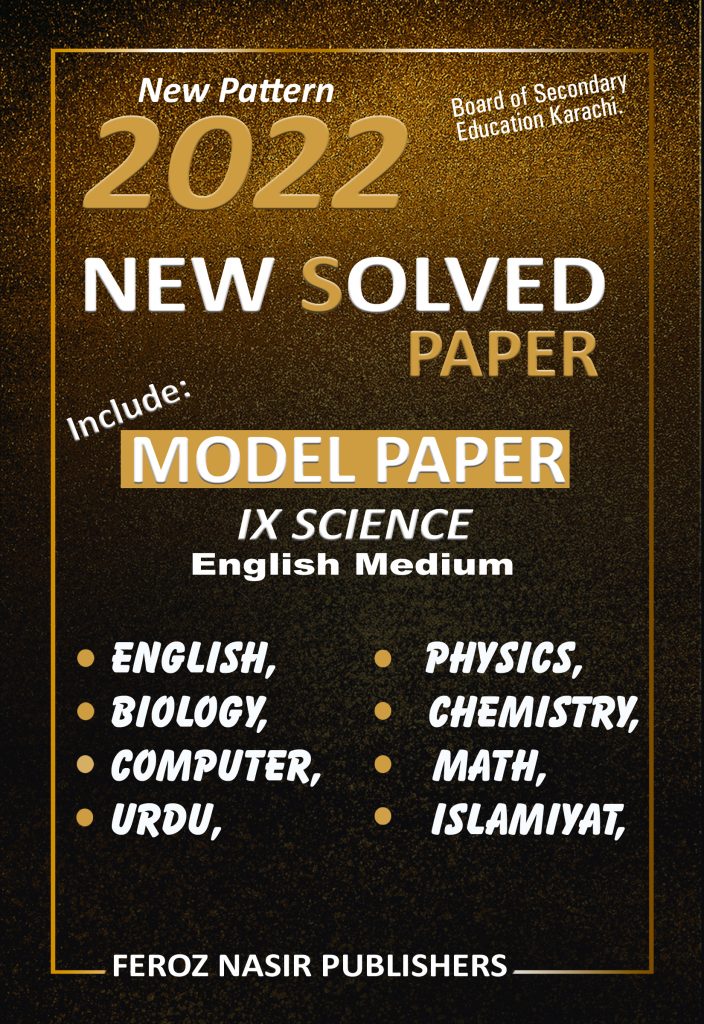 New Pattern
2022
Board of Secondary
Education Karachi.
NEW SOLVED
PAPER
Include:
MODEL PAPER
IX SCIENCE
English Medium
• ENGLISH,
• BIOLOGY,
• COMPUTER,
• URDU,
• PHYSICS,
• CHEMISTRY,
• MATH,
• ISLAMIYAT,
FEROZ NASIR PUBLISHERS